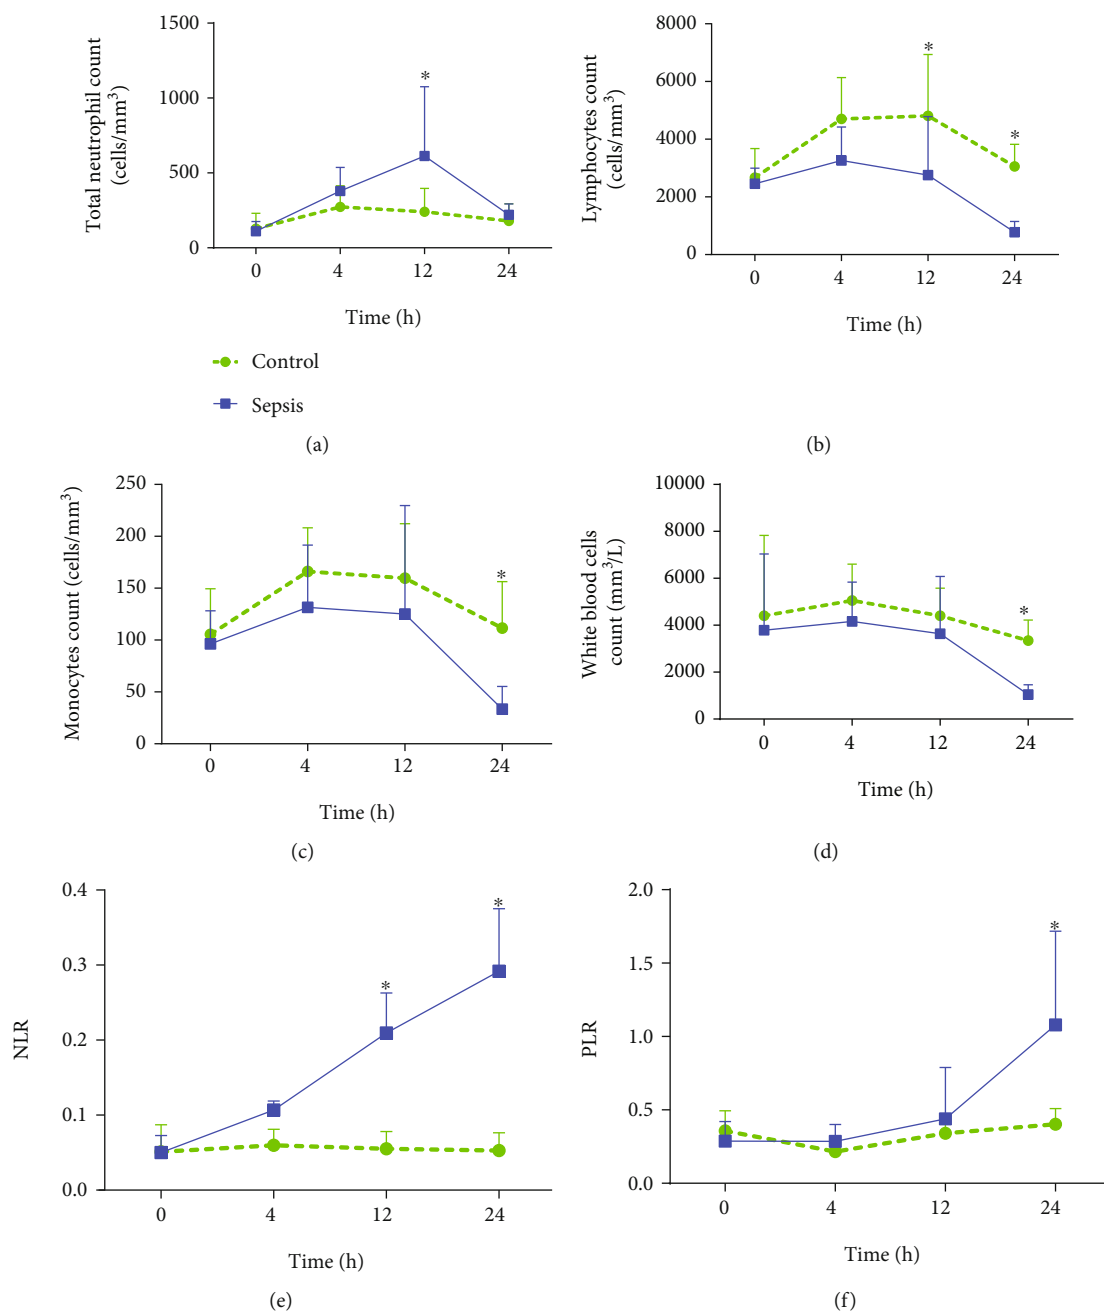 1500
1000
500
0
Total neutrophil count
(cells/mm³)
*
0 4 12 24
Time (h)
Control
Sepsis
(a)
8000
6000
4000
2000
0
Lymphocytes count
(cells/mm³)
*
*
0 4 12 24
Time (h)
(b)
250
200
150
100
50
0
Monocytes count (cells/mm³)
*
0 4 12 24
Time (h)
(c)
10000
8000
6000
4000
2000
0
White blood cells
count (mm³/L)
*
0 4 12 24
Time (h)
(d)
0.4
0.3
0.2
0.1
0.0
NLR
*
*
0 4 12 24
Time (h)
(e)
2.0
1.5
1.0
0.5
0.0
PLR
*
0 4 12 24
Time (h)
(f)